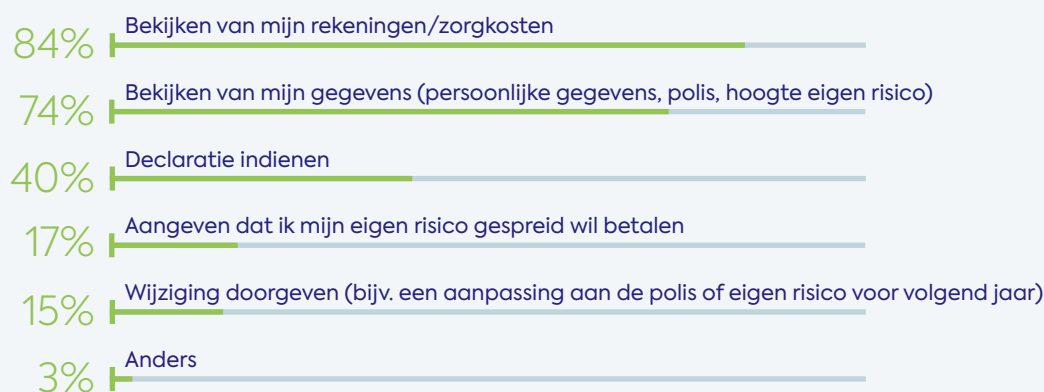 84% Bekijken van mijn rekeningen/zorgkosten
74% Bekijken van mijn gegevens (persoonlijke gegevens, polis, hoogte eigen risico)
40% Declaratie indienen
17% Aangeven dat ik mijn eigen risico gespreid wil betalen
15% Wijziging doorgeven (bijv. een aanpassing aan de polis of eigen risico voor volgend jaar)
3% Anders